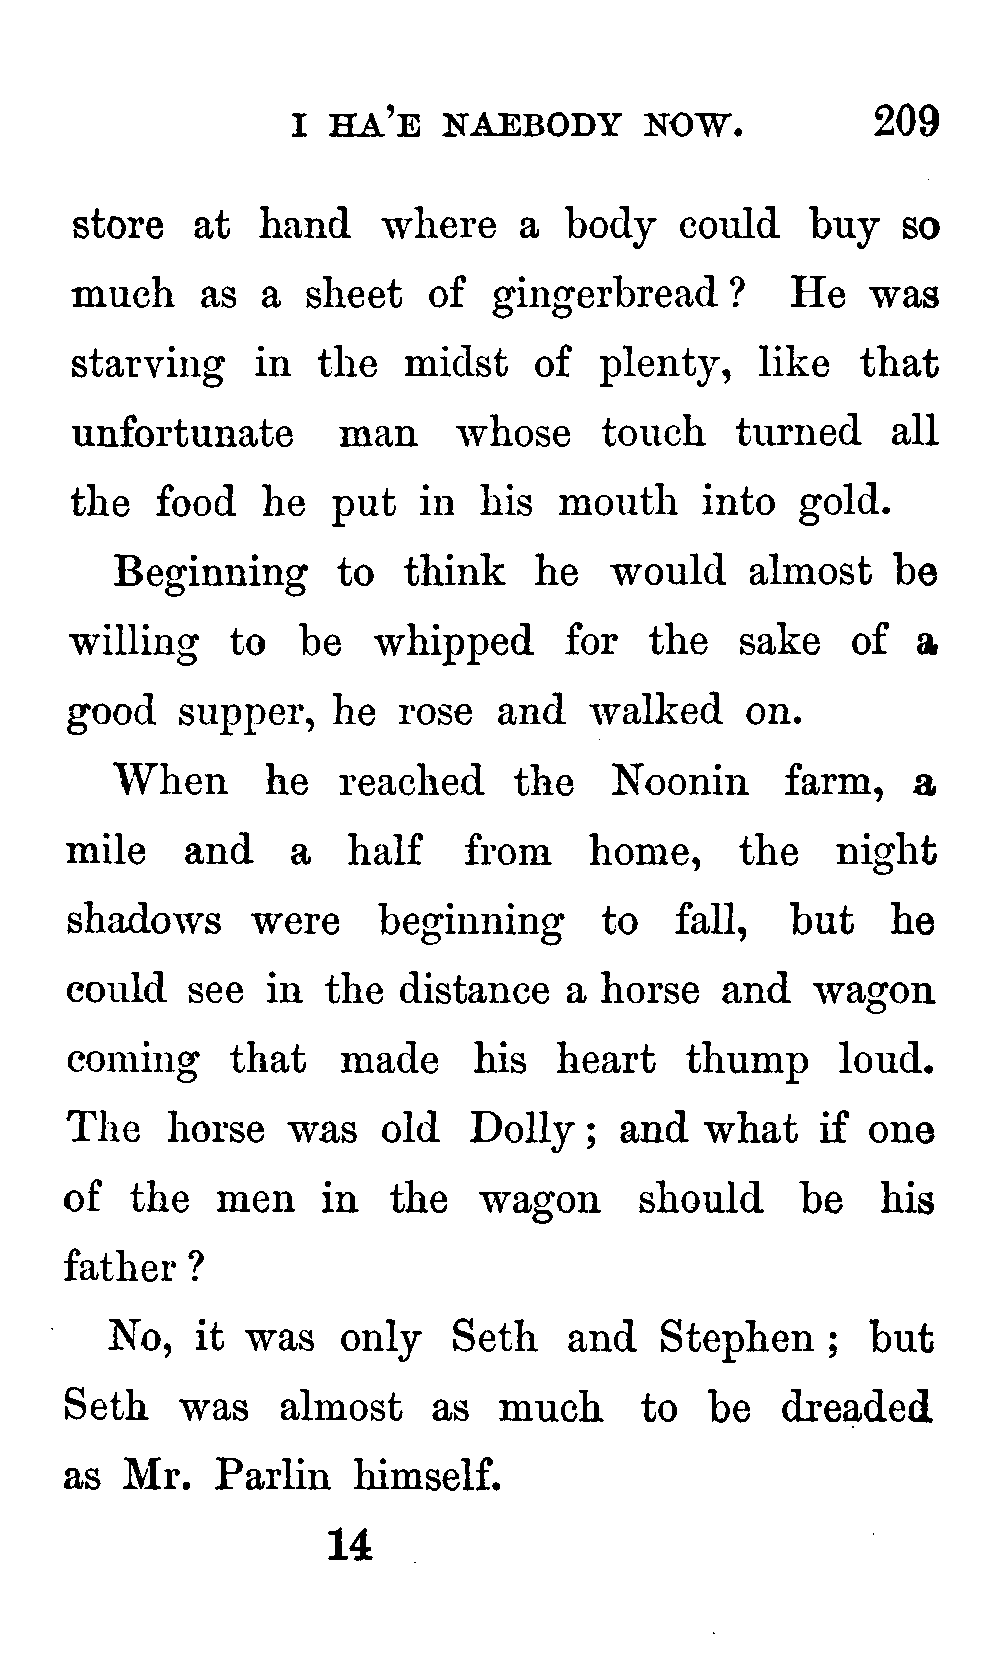 I HA'E NAEBODY NOW. 209
store at hand where a body could buy so
much as a sheet of gingerbread? He was
starving in the midst of plenty, like that
unfortunate man whose touch turned all
the food he put in his mouth into gold.
Beginning to think he would almost be
willing to be whipped for the sake of a
good supper, he rose and walked on.
When he reached the Noonin farm, a
mile and a half from home, the night
shadows were beginning to fall, but he
could see in the distance a horse and wagon
coming that made his heart thump loud.
The horse was old Dolly; and what if one
of the men in the wagon should be his
father?
No, it was only Seth and Stephen; but
Seth was almost as much to be dreaded
as Mr. Parlin himself.
14